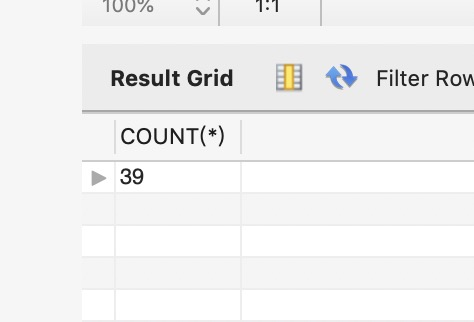 100% 1:1
Result Grid Filter Row
COUNT(*)
39